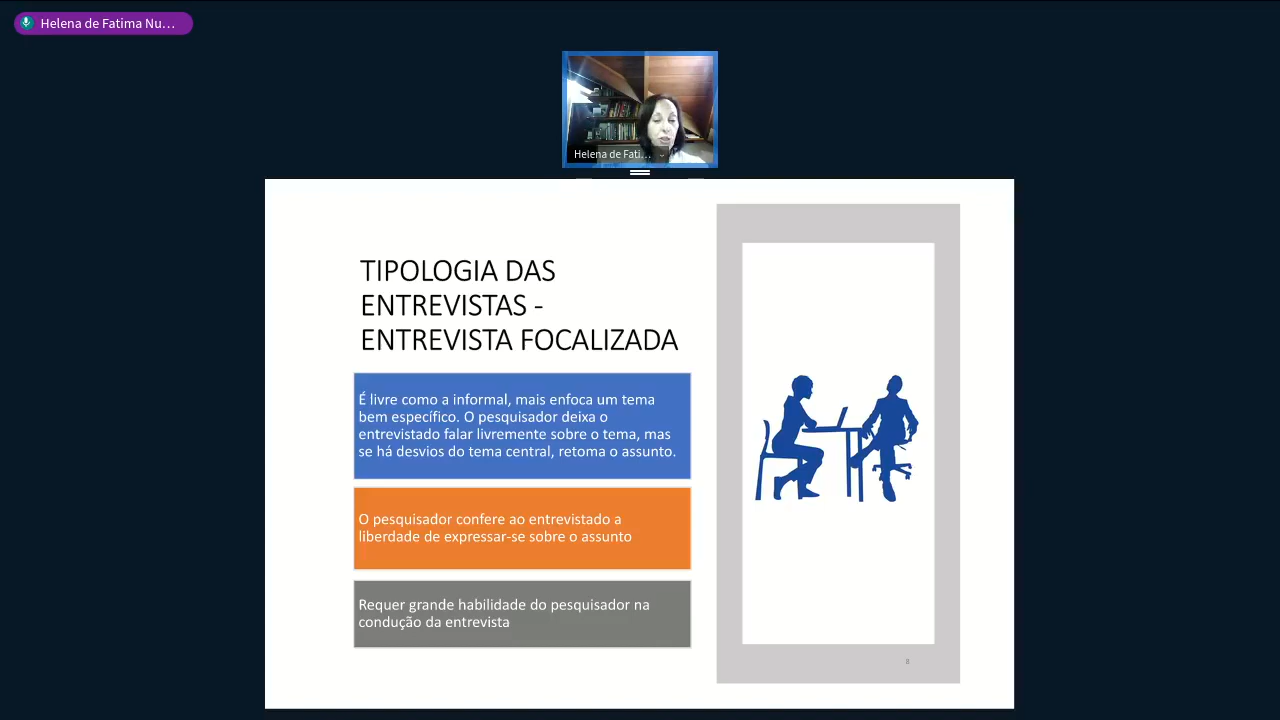 Helena de Fatima Nu...
Helena de Fati...
TIPOLOGIA DAS
ENTREVISTAS -
ENTREVISTA FOCALIZADA
É livre como a informal, mais enfoca um tema
bem específico. O pesquisador deixa o
entrevistado falar livremente sobre o tema, mas
se há desvios do tema central, retoma o assunto.
O pesquisador confere ao entrevistado a
liberdade de expressar-se sobre o assunto
Requer grande habilidade do pesquisador na
condução da entrevista
8